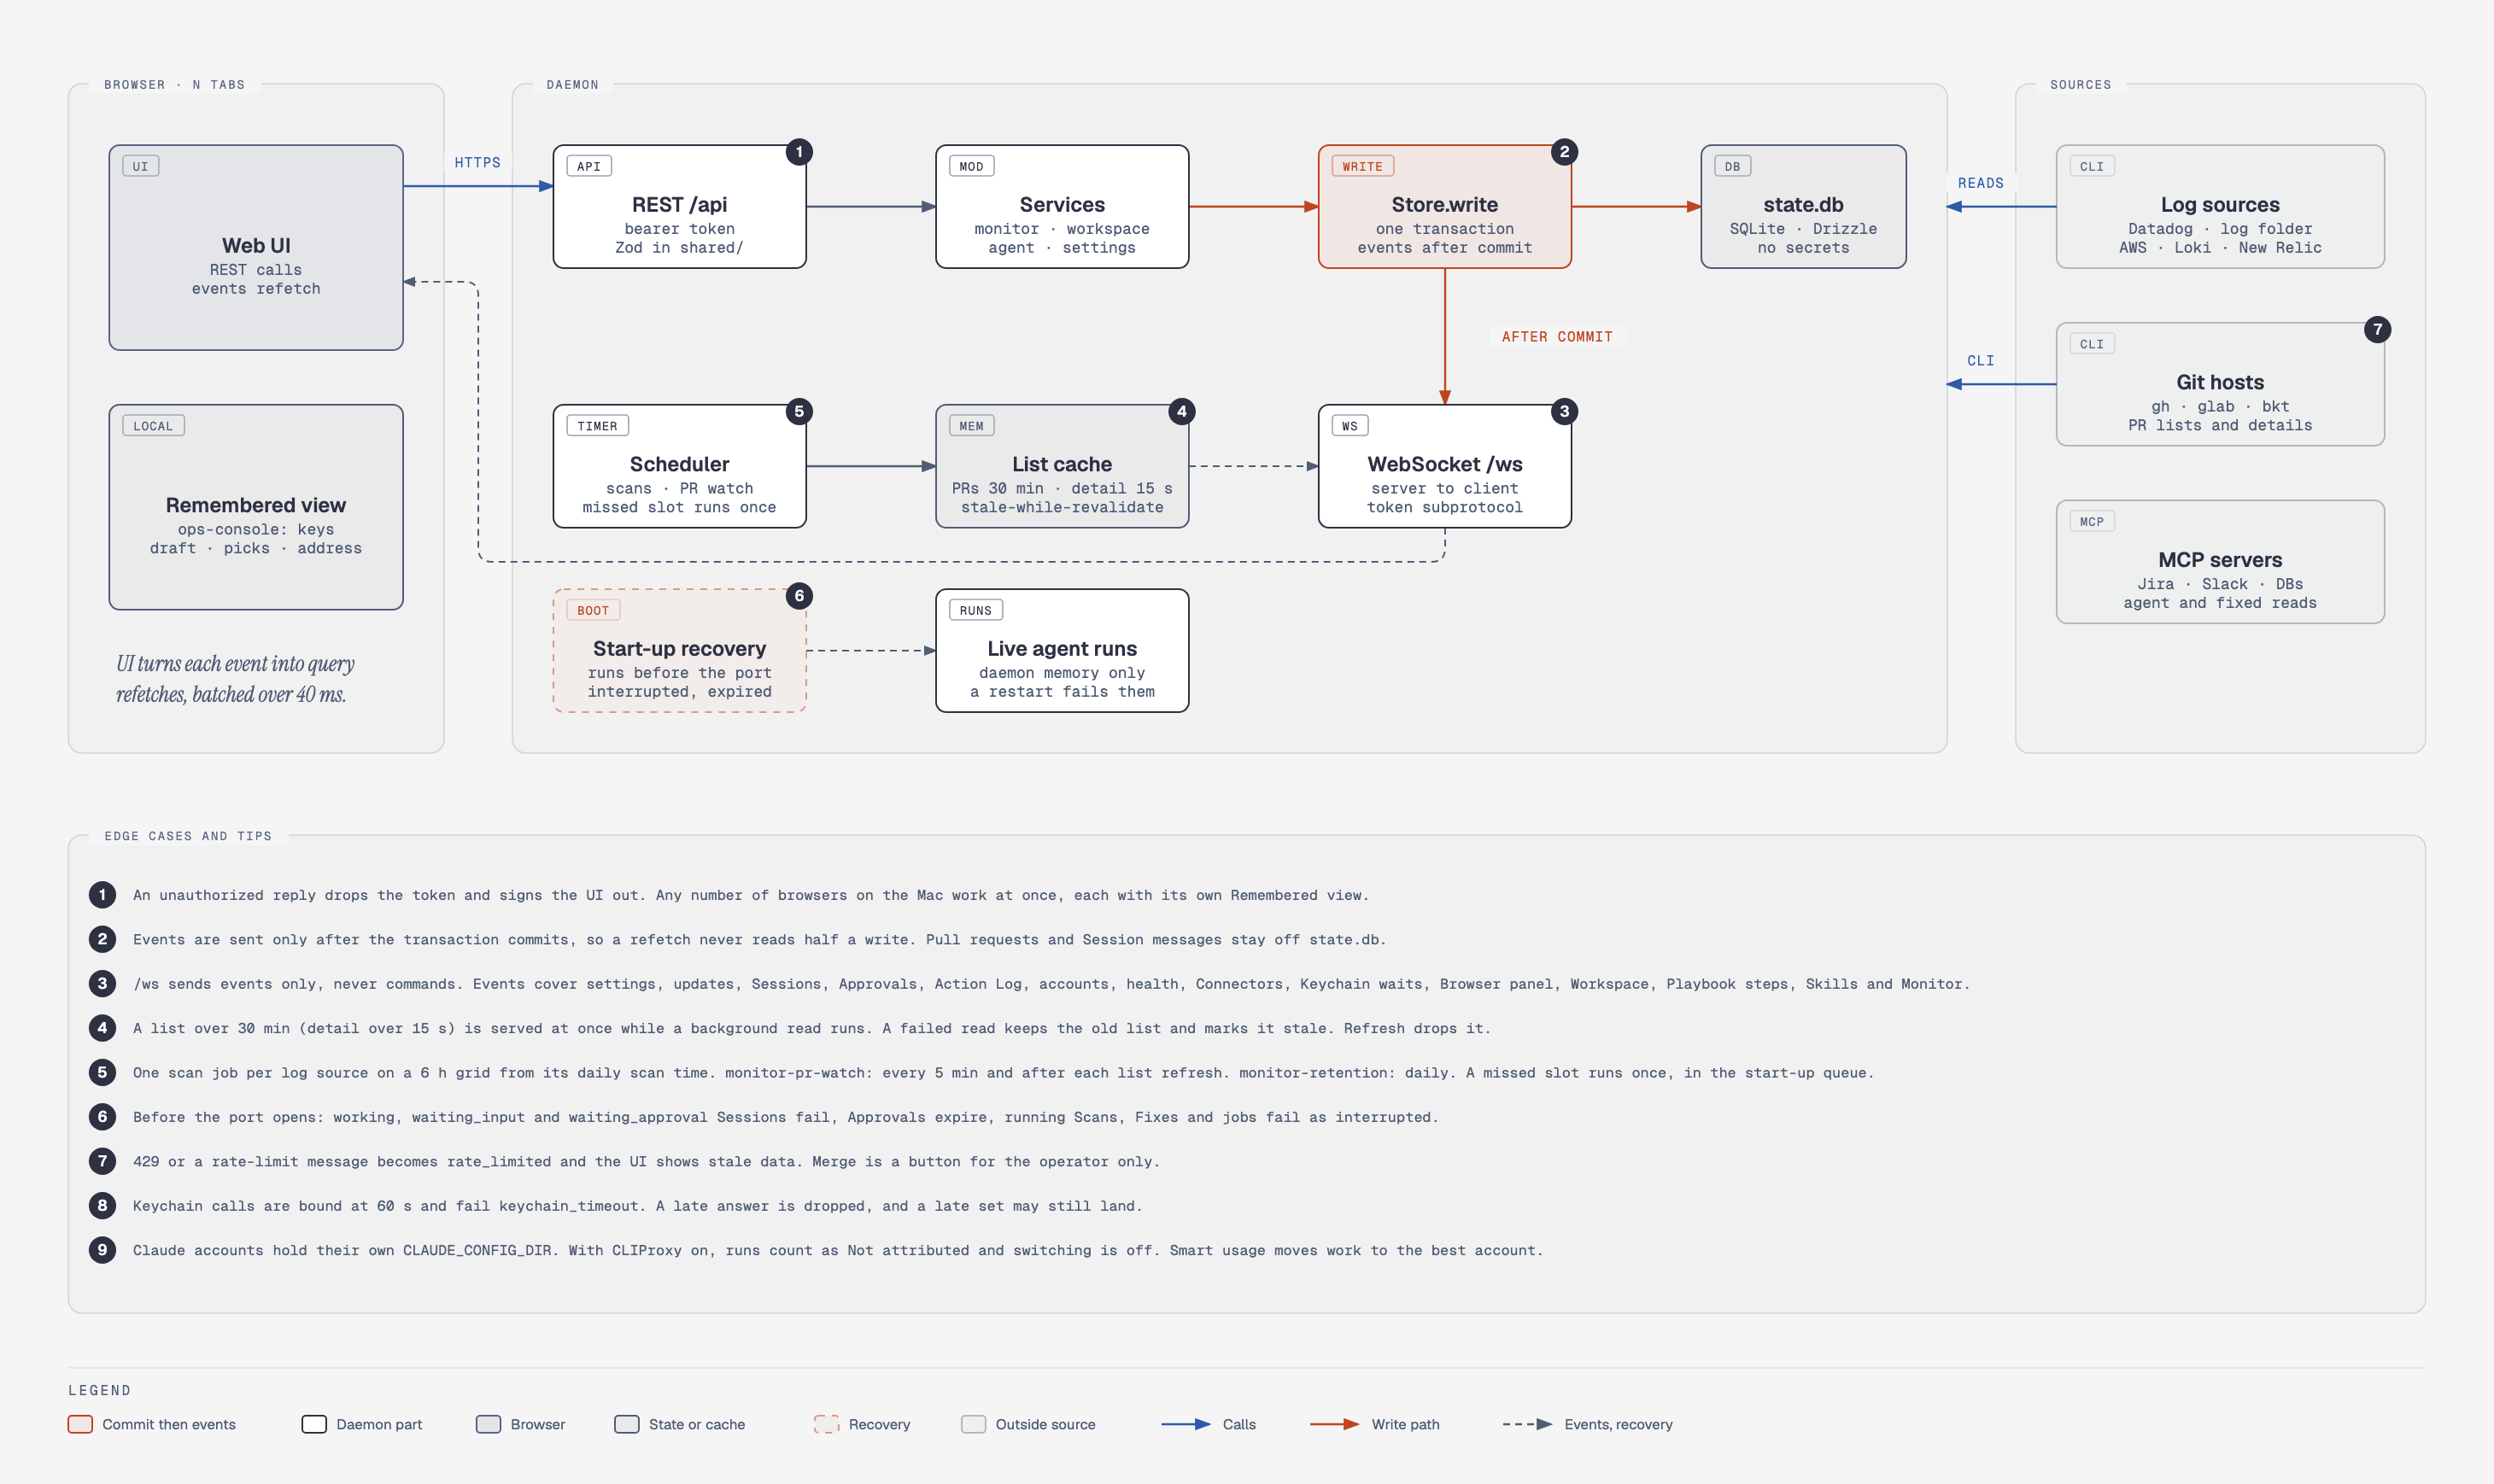 BROWSER · N TABS
DAEMON
SOURCES
UI
Web UI
REST calls
events refetch
HTTPS
API
1
REST /api
bearer token
Zod in shared/
MOD
Services
monitor · workspace
agent · settings
WRITE
2
Store.write
one transaction
events after commit
DB
state.db
SQLite · Drizzle
no secrets
READS
CLI
Log sources
Datadog · log folder
AWS · Loki · New Relic
AFTER COMMIT
CLI
CLI
7
Git hosts
gh · glab · bkt
PR lists and details
LOCAL
Remembered view
ops-console: keys
draft · picks · address
TIMER
5
Scheduler
scans · PR watch
missed slot runs once
MEM
4
List cache
PRs 30 min · detail 15 s
stale-while-revalidate
WS
3
WebSocket /ws
server to client
token subprotocol
MCP
MCP servers
Jira · Slack · DBs
agent and fixed reads
UI turns each event into query
refetches, batched over 40 ms.
BOOT
6
Start-up recovery
runs before the port
interrupted, expired
RUNS
Live agent runs
daemon memory only
a restart fails them
EDGE CASES AND TIPS
1 An unauthorized reply drops the token and signs the UI out. Any number of browsers on the Mac work at once, each with its own Remembered view.
2 Events are sent only after the transaction commits, so a refetch never reads half a write. Pull requests and Session messages stay off state.db.
3 /ws sends events only, never commands. Events cover settings, updates, Sessions, Approvals, Action Log, accounts, health, Connectors, Keychain waits, Browser panel, Workspace, Playbook steps, Skills and Monitor.
4 A list over 30 min (detail over 15 s) is served at once while a background read runs. A failed read keeps the old list and marks it stale. Refresh drops it.
5 One scan job per log source on a 6 h grid from its daily scan time. monitor-pr-watch: every 5 min and after each list refresh. monitor-retention: daily. A missed slot runs once, in the start-up queue.
6 Before the port opens: working, waiting_input and waiting_approval Sessions fail, Approvals expire, running Scans, Fixes and jobs fail as interrupted.
7 429 or a rate-limit message becomes rate_limited and the UI shows stale data. Merge is a button for the operator only.
8 Keychain calls are bound at 60 s and fail keychain_timeout. A late answer is dropped, and a late set may still land.
9 Claude accounts hold their own CLAUDE_CONFIG_DIR. With CLIProxy on, runs count as Not attributed and switching is off. Smart usage moves work to the best account.
LEGEND
Commit then events
Daemon part
Browser
State or cache
Recovery
Outside source
Calls
Write path
Events, recovery